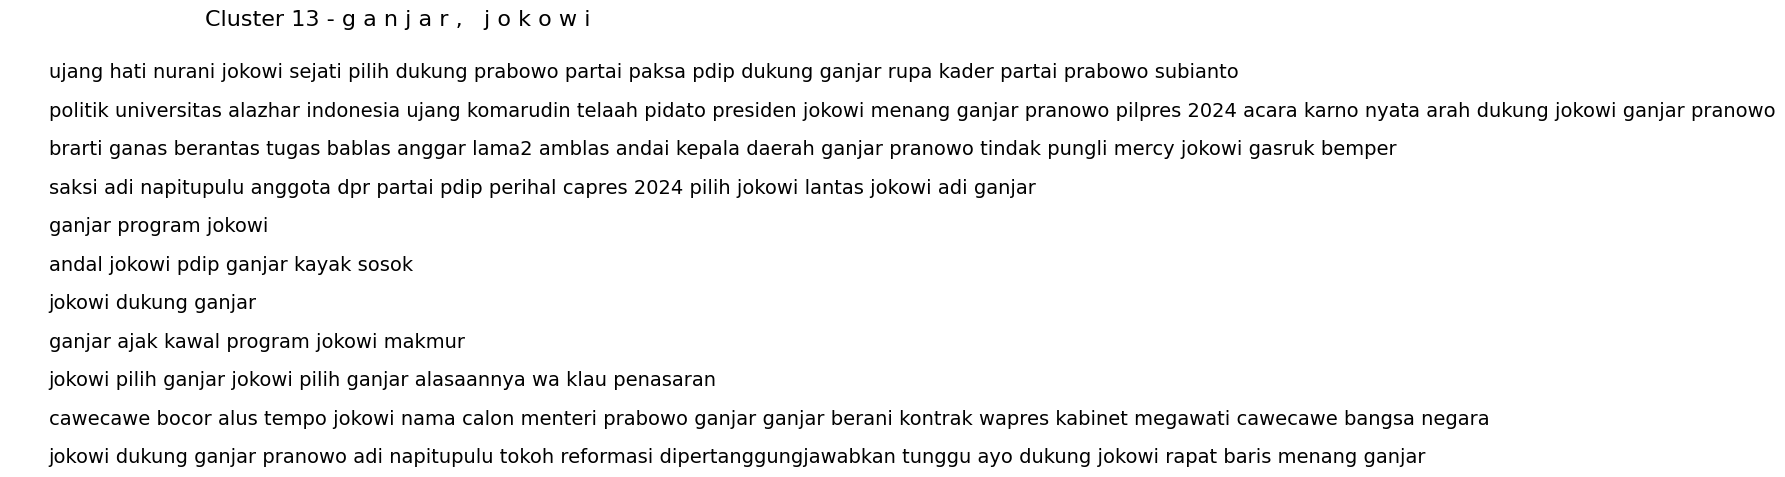 Cluster 13 - g a n j a r , j o k o w i
ujang hati nurani jokowi sejati pilih dukung prabowo partai paksa pdip dukung ganjar rupa kader partai prabowo subianto
politik universitas alazhar indonesia ujang komarudin telaah pidato presiden jokowi menang ganjar pranowo pilpres 2024 acara karno nyata arah dukung jokowi ganjar pranowo
brarti ganas berantas tugas bablas anggar lama2 amblas andai kepala daerah ganjar pranowo tindak pungli mercy jokowi gasruk bemper
saksi adi napitupulu anggota dpr partai pdip perihal capres 2024 pilih jokowi lantas jokowi adi ganjar
ganjar program jokowi
andal jokowi pdip ganjar kayak sosok
jokowi dukung ganjar
ganjar ajak kawal program jokowi makmur
jokowi pilih ganjar jokowi pilih ganjar alasaannya wa klau penasaran
cawecawe bocor alus tempo jokowi nama calon menteri prabowo ganjar ganjar berani kontrak wapres kabinet megawati cawecawe bangsa negara
jokowi dukung ganjar pranowo adi napitupulu tokoh reformasi dipertanggungjawabkan tunggu ayo dukung jokowi rapat baris menang ganjar